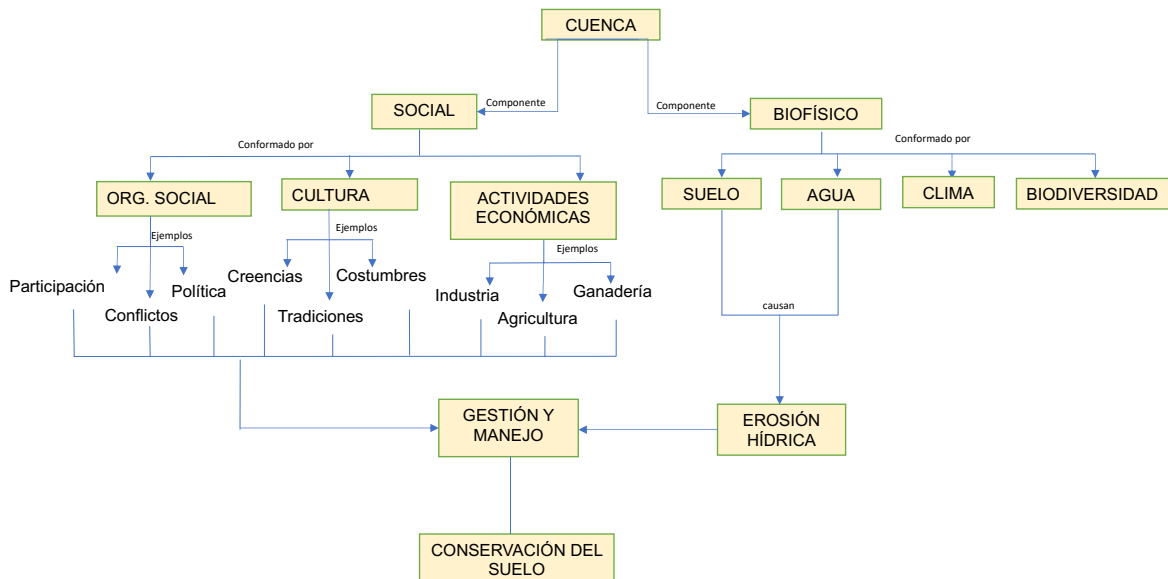 CUENCA
Componente
Componente
SOCIAL
BIOFÍSICO
Conformado por
Conformado por
ORG. SOCIAL
CULTURA
ACTIVIDADES
ECONÓMICAS
SUELO
AGUA
CLIMA
BIODIVERSIDAD
Ejemplos
Ejemplos
Ejemplos
Participación
Conflictos
Política
Creencias
Tradiciones
Costumbres
Industria
Agricultura
Ganadería
causan
GESTIÓN Y
MANEJO
EROSIÓN
HÍDRICA
CONSERVACIÓN DEL
SUELO